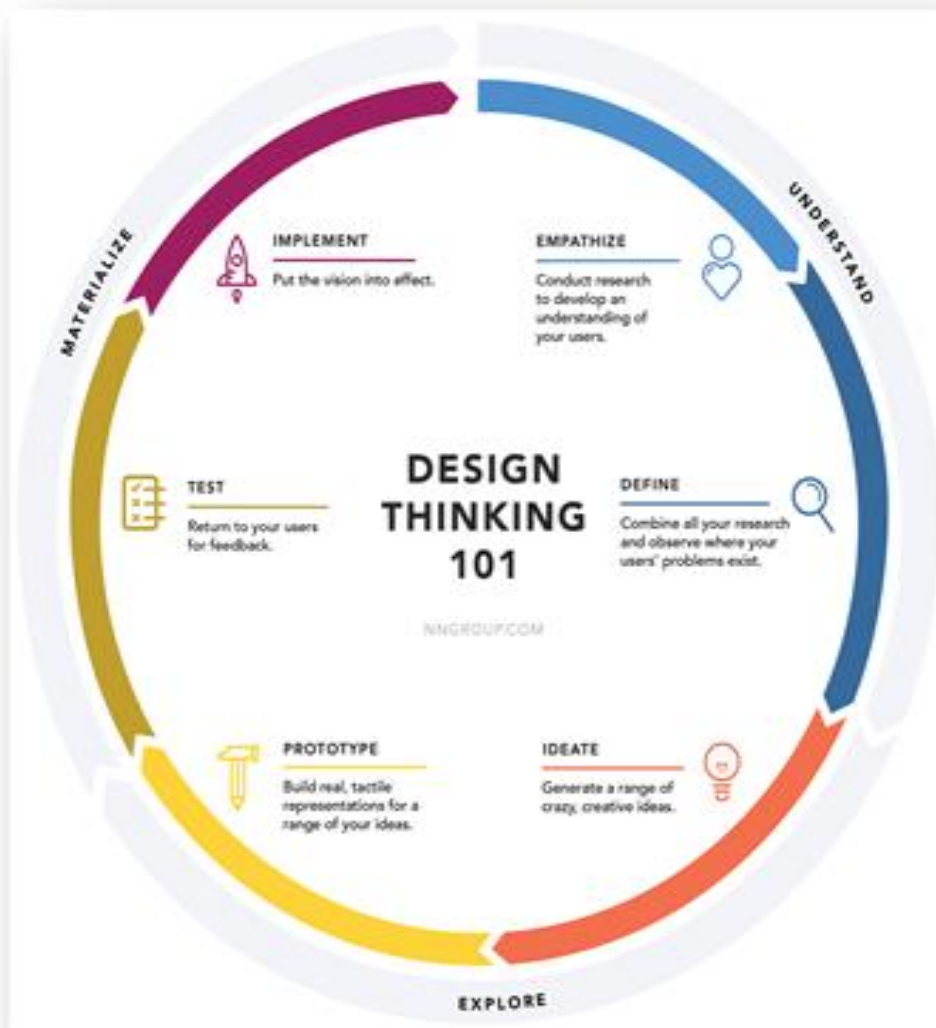 DESIGN
THINKING
101
NNGROUP.COM
UNDERSTAND
EMPATHIZE
Conduct research
to develop an
understanding of
your users.
DEFINE
Combine all your research
and observe where your
users' problems exist.
EXPLORE
IDEATE
Generate a range of
crazy, creative ideas.
PROTOTYPE
Build real, tactile
representations for a
range of your ideas.
MATERIALIZE
TEST
Return to your users
for feedback.
IMPLEMENT
Put the vision into effect.